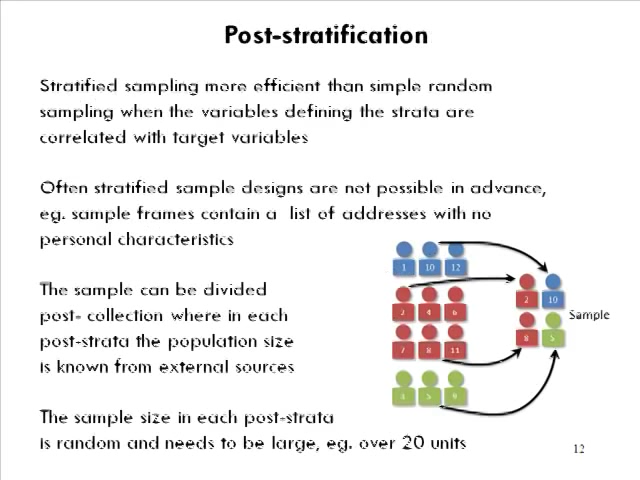 Post-stratification
Stratified sampling more efficient than simple random
sampling when the variables defining the strata are
correlated with target variables
Often stratified sample designs are not possible in advance,
eg. sample frames contain a list of addresses with no
personal characteristics
The sample can be divided
post- collection where in each
post-strata the population size
is known from external sources
The sample size in each post-strata
is random and needs to be large, eg. over 20 units
1 10 12
2 4 6
7 8 11
3 5 9
2 10
8 5
Sample
12